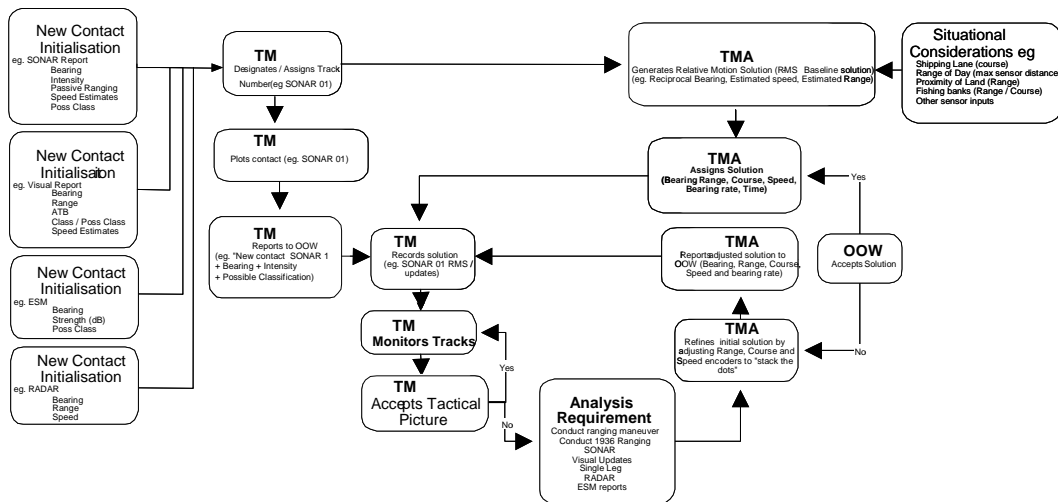 New Contact
Initialisation
eg. SONAR Report
Bearing
Intensity
Passive Ranging
Speed Estimates
Poss Class
New Contact
Initialisaiton
eg. Visual Report
Bearing
Range
ATB
Class / Poss Class
Speed Estimates
New Contact
Initialisation
eg. ESM
Bearing
Strength (dB)
Poss Class
New Contact
Initialisation
eg. RADAR
Bearing
Range
Speed
TM
Designates / Assigns Track
Number(eg SONAR 01)
TM
Plots contact (eg. SONAR 01)
TM
Reports to OOW
(eg. "New contact SONAR 1
+ Bearing + Intensity
+ Possible Classification)
TM
Records solution
(eg. SONAR 01 RMS /
updates)
TM
Monitors Tracks
TM
Accepts Tactical
Picture
Yes
No
Analysis
Requirement
Conduct ranging maneuver
Conduct 1936 Ranging
SONAR
Visual Updates
Single Leg
RADAR
ESM reports
TMA
Generates Relative Motion Solution (RMS Baseline solution)
(eg. Reciprocal Bearing, Estimated speed, Estimated Range)
Situational
Considerations eg
Shipping Lane (course)
Range of Day (max sensor distance
Proximity of Land (Range)
Fishing banks (Range / Course)
Other sensor inputs
TMA
Assigns Solution
(Bearing Range, Course, Speed,
Bearing rate, Time)
Yes
OOW
Accepts Solution
No
TMA
Reports adjusted solution to
OOW (Bearing, Range, Course,
Speed and bearing rate)
TMA
Refines initial solution by
adjusting Range, Course and
Speed encoders to "stack the
dots"